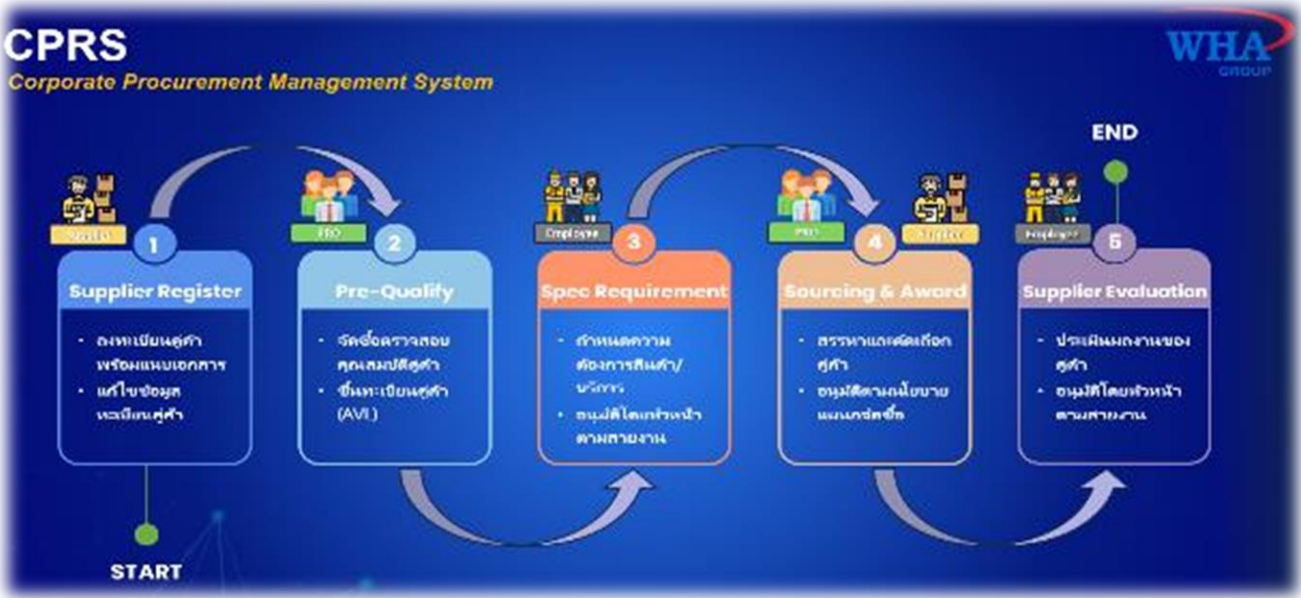 CPRS
Corporate Procurement Management System
WHA
GROUP
END
Supplier
1
PRO
2
Employee
3
PRO
4
Supplier
Employee
5
Supplier Register
• ลงทะเบียนคู่ค้า
พร้อมแนบเอกสาร
• แก้ไขข้อมูล
ทะเบียนคู่ค้า
Pre-Qualify
• จัดซื้อตรวจสอบ
คุณสมบัติคู่ค้า
• ขึ้นทะเบียนคู่ค้า
(AVL)
Spec Requirement
• กำหนดความ
ต้องการสินค้า/
บริการ
• อนุมัติโดยหัวหน้า
ตามสายงาน
Sourcing & Award
• สรรหาและคัดเลือก
คู่ค้า
• อนุมัติตามนโยบาย
แผนกจัดซื้อ
Supplier Evaluation
• ประเมินผลงานของ
คู่ค้า
• อนุมัติโดยหัวหน้า
ตามสายงาน
START